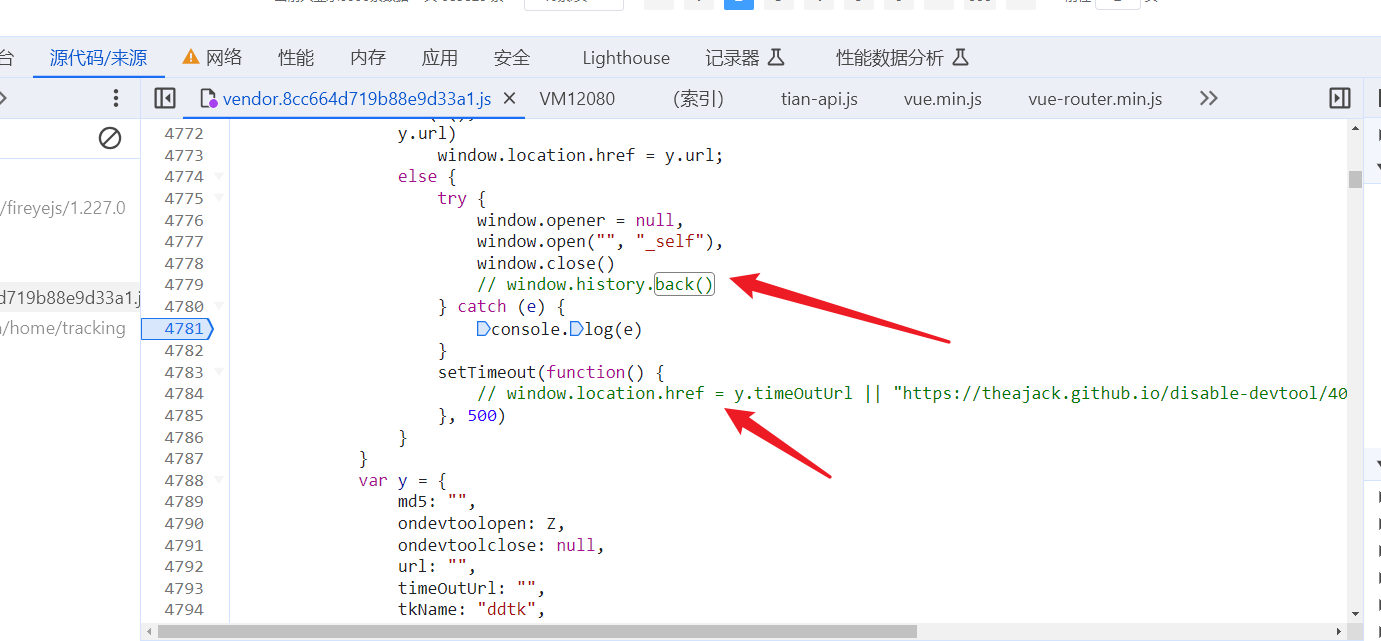 台 源代码/来源 网络 性能 内存 应用 安全 Lighthouse 记录器 性能数据分析
vendor.8cc664d719b88e9d33a1.js × VM12080 (索引) tian-api.js vue.min.js vue-router.min.js
/fireyejs/1.227.0
d719b88e9d33a1.j
/home/tracking
4772 y.url)
4773 window.location.href = y.url;
4774 else {
4775 try {
4776 window.opener = null,
4777 window.open("", "_self"),
4778 window.close()
4779 // window.history.back()
4780 } catch (e) {
4781 console.log(e)
4782 }
4783 setTimeout(function() {
4784 // window.location.href = y.timeOutUrl || "https://theajack.github.io/disable-devtool/40
4785 }, 500)
4786 }
4787 }
4788 var y = {
4789 md5: "",
4790 ondevtoolopen: Z,
4791 ondevtoolclose: null,
4792 url: "",
4793 timeOutUrl: "",
4794 tkName: "ddtk",